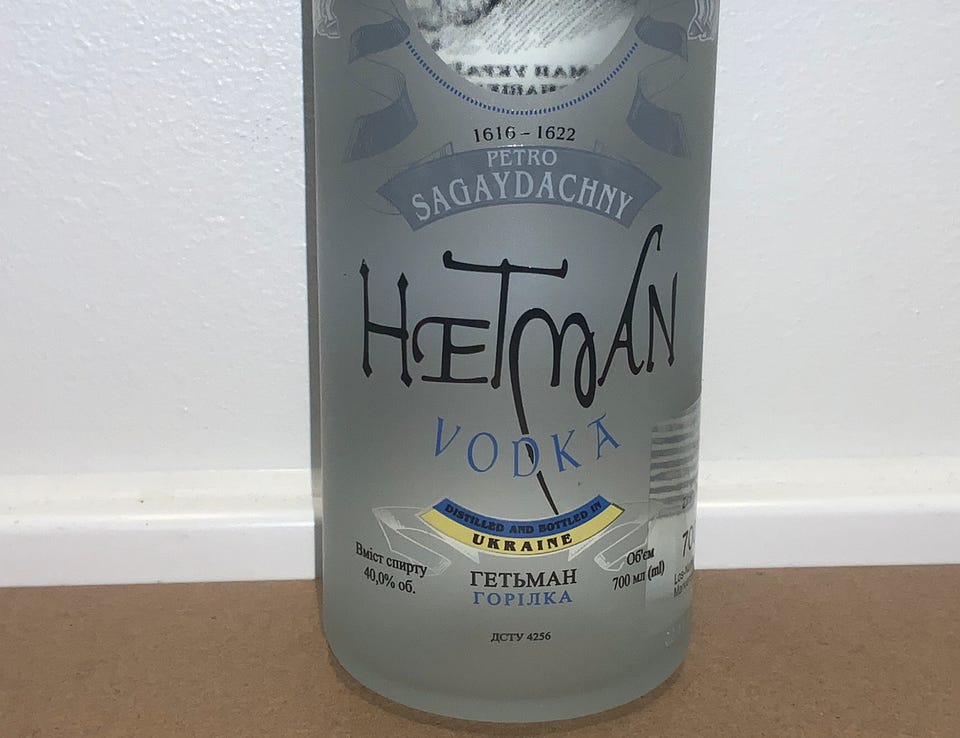 1616 – 1622
PETRO
SAGAYDACHNY
HETMAN
VODKA
DISTILLED AND BOTTLED IN
UKRAINE
Вміст спирту
40,0% об.
ГЕТЬМАН
ГОРІЛКА
Об'єм
700 мл (ml)
ДСТУ 4256